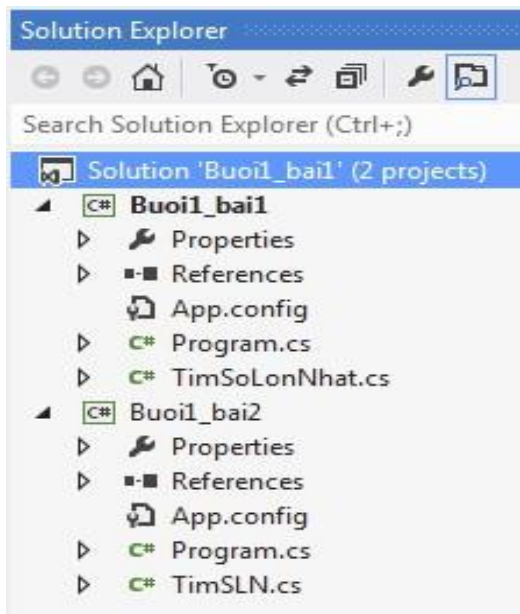 Solution Explorer
Search Solution Explorer (Ctrl+;)
Solution 'Buoi1_bai1' (2 projects)
C# Buoi1_bai1
Properties
References
App.config
C# Program.cs
C# TimSoLonNhat.cs
C# Buoi1_bai2
Properties
References
App.config
C# Program.cs
C# TimSLN.cs